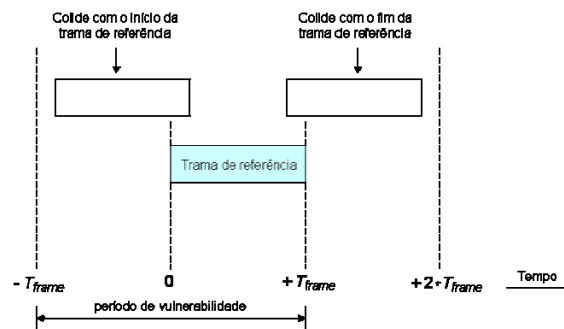 Colide com o início da
trama de referência
Colide com o fim da
trama de referência
Trama de referência
- Tframe
0
+ Tframe
+2·Tframe
Tempo
período de vulnerabilidade